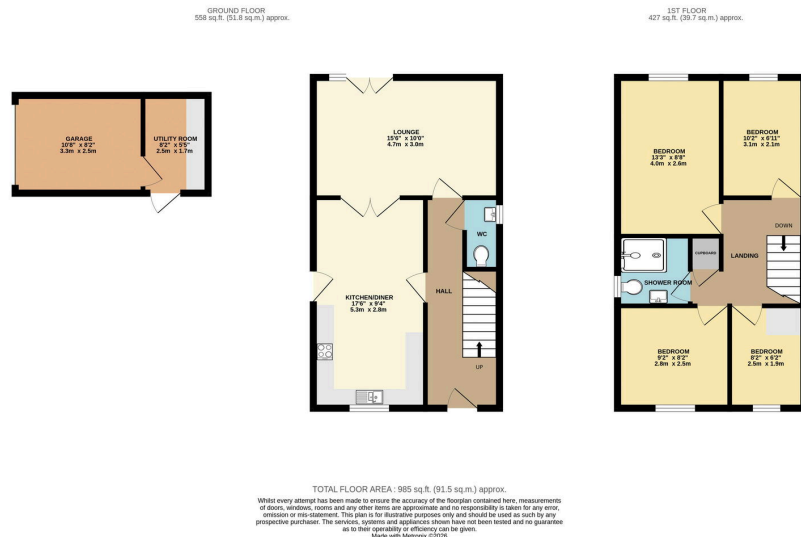 GROUND FLOOR
558 sq.ft. (51.8 sq.m.) approx.
1ST FLOOR
427 sq.ft. (39.7 sq.m.) approx.
GARAGE
10'8" x 8'2"
3.3m x 2.5m
UTILITY ROOM
8'2" x 5'5"
2.5m x 1.7m
LOUNGE
15'6" x 10'0"
4.7m x 3.0m
WC
HALL
KITCHEN/DINER
17'6" x 9'4"
5.3m x 2.8m
UP
BEDROOM
13'3" x 8'8"
4.0m x 2.6m
BEDROOM
10'2" x 6'11"
3.1m x 2.1m
DOWN
CUPBOARD
LANDING
SHOWER ROOM
BEDROOM
9'2" x 8'2"
2.8m x 2.5m
BEDROOM
8'2" x 6'2"
2.5m x 1.9m
TOTAL FLOOR AREA : 985 sq.ft. (91.5 sq.m.) approx.
Whilst every attempt has been made to ensure the accuracy of the floorplan contained here, measurements
of doors, windows, rooms and any other items are approximate and no responsibility is taken for any error,
omission or mis-statement. This plan is for illustrative purposes only and should be used as such by any
prospective purchaser. The services, systems and appliances shown have not been tested and no guarantee
as to their operability or efficiency can be given.
Made with Metropix ©2026